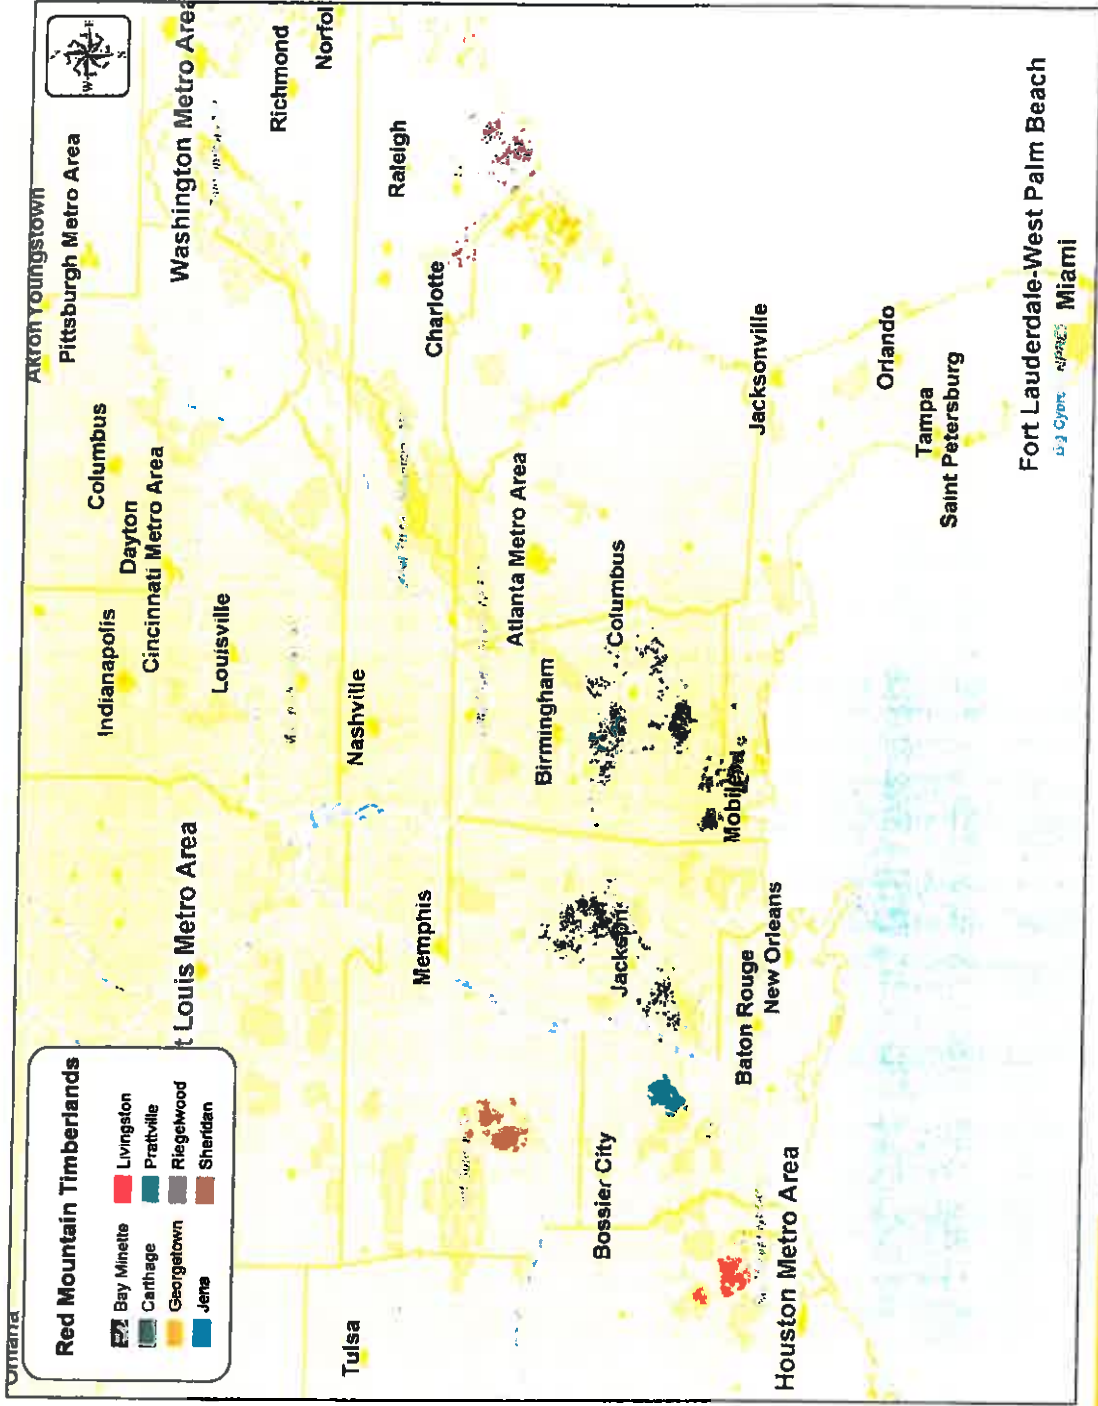 Red Mountain Timberlands
Bay Minette
Carthage
Georgetown
Jena
Livingston
Prattville
Riegelwood
Sheridan
Akron Youngstown
Pittsburgh Metro Area
Washington Metro Area
Richmond
Norfol
Columbus
Dayton
Cincinnati Metro Area
Indianapolis
Louisville
t Louis Metro Area
Nashville
Raleigh
Charlotte
Memphis
Tulsa
Atlanta Metro Area
Birmingham
Columbus
Jackson
Bossier City
Mobile
Jacksonville
Baton Rouge
New Orleans
Houston Metro Area
Orlando
Tampa
Saint Petersburg
Fort Lauderdale-West Palm Beach
Miami
W